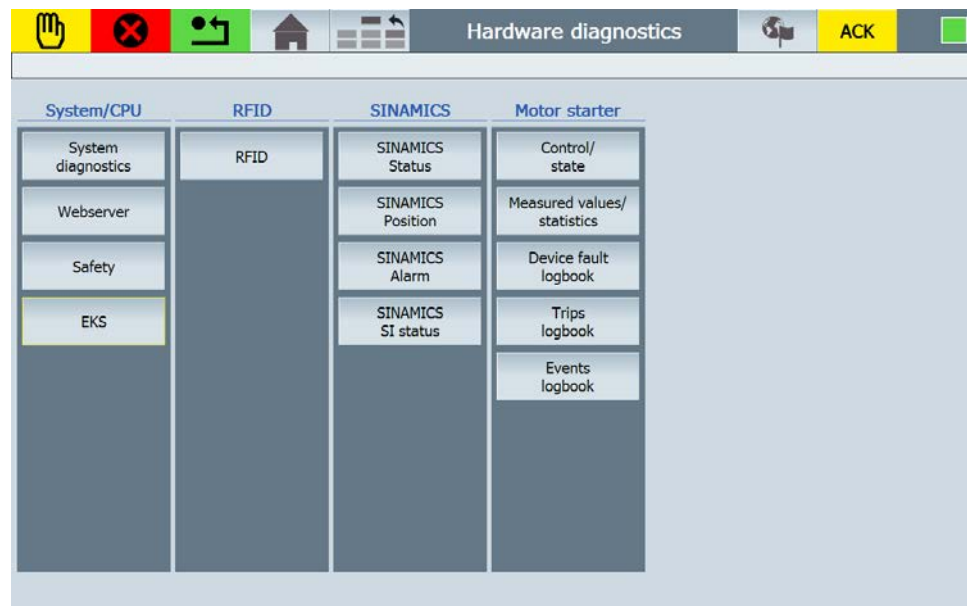 Hardware diagnostics
ACK
System/CPU
RFID
SINAMICS
Motor starter
System
diagnostics
Webserver
Safety
EKS
RFID
SINAMICS
Status
SINAMICS
Position
SINAMICS
Alarm
SINAMICS
SI status
Control/
state
Measured values/
statistics
Device fault
logbook
Trips
logbook
Events
logbook